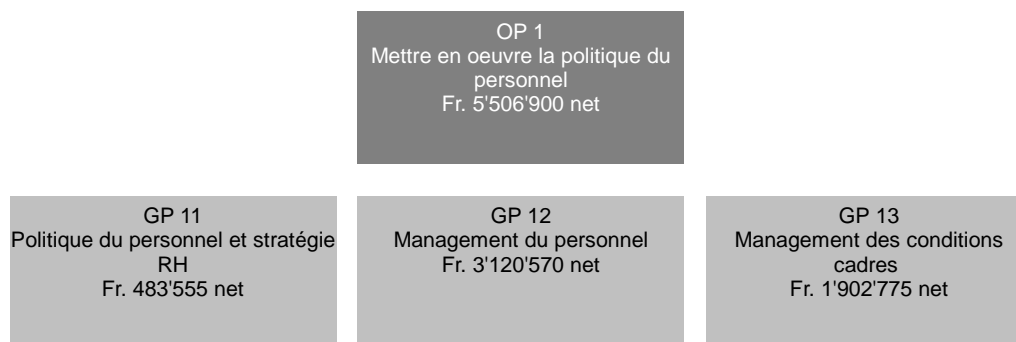 OP 1
Mettre en oeuvre la politique du
personnel
Fr. 5'506'900 net
GP 11
Politique du personnel et stratégie
RH
Fr. 483'555 net
GP 12
Management du personnel
Fr. 3'120'570 net
GP 13
Management des conditions
cadres
Fr. 1'902'775 net